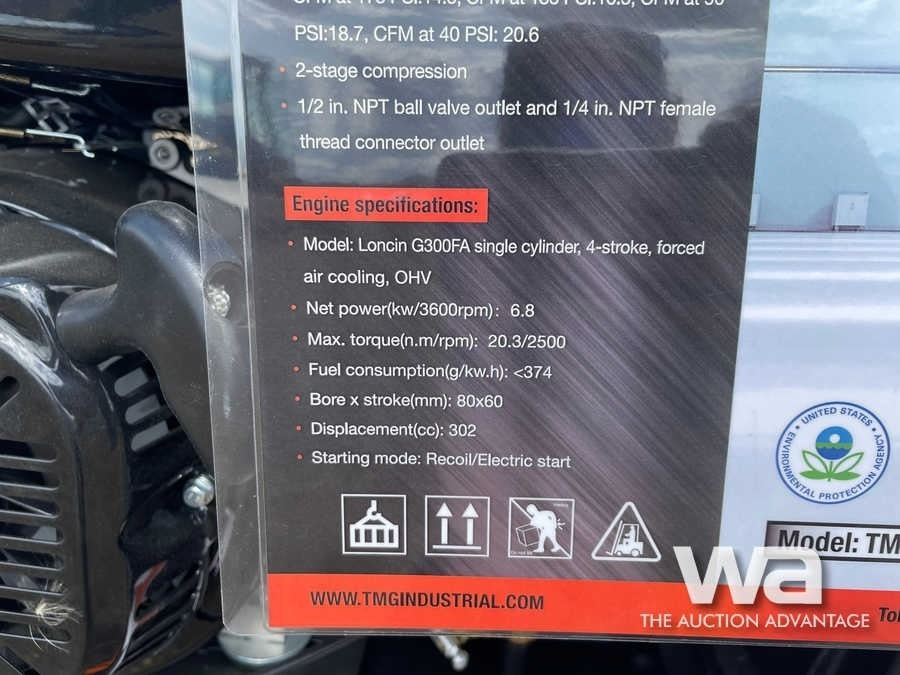 PSI:18.7, CFM at 40 PSI: 20.6
• 2-stage compression
• 1/2 in. NPT ball valve outlet and 1/4 in. NPT female
thread connector outlet
Engine specifications:
• Model: Loncin G300FA single cylinder, 4-stroke, forced
air cooling, OHV
• Net power(kw/3600rpm): 6.8
• Max. torque(n.m/rpm): 20.3/2500
• Fuel consumption(g/kw.h): <374
• Bore x stroke(mm): 80x60
• Displacement(cc): 302
• Starting mode: Recoil/Electric start
UNITED STATES
ENVIRONMENTAL PROTECTION AGENCY
Model: TM
WWW.TMGINDUSTRIAL.COM
wa
THE AUCTION ADVANTAGE